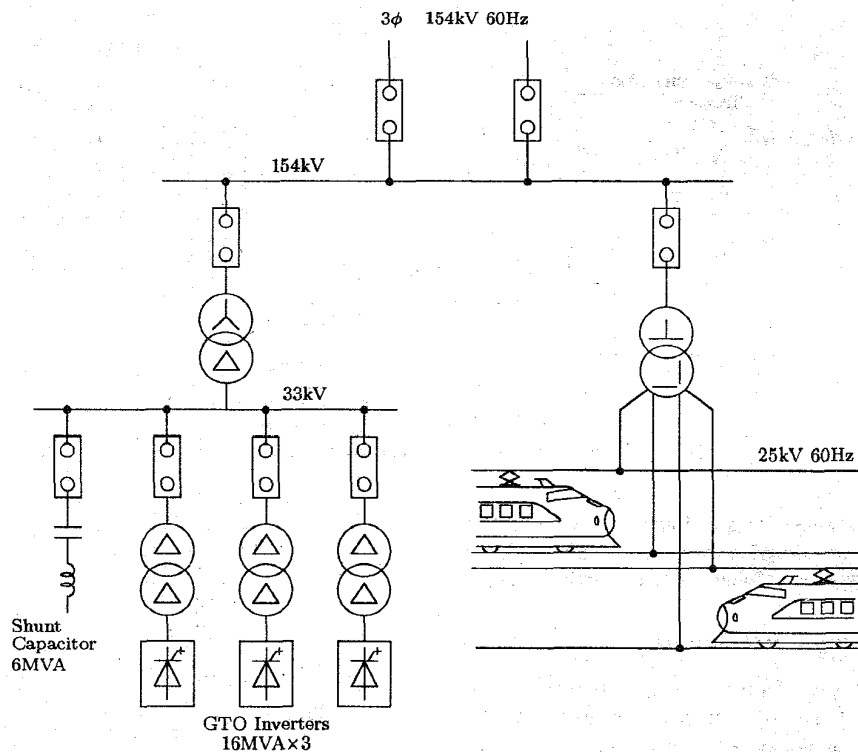 3ϕ 154kV 60Hz
154kV
33kV
25kV 60Hz
Shunt
Capacitor
6MVA
GTO Inverters
16MVA×3